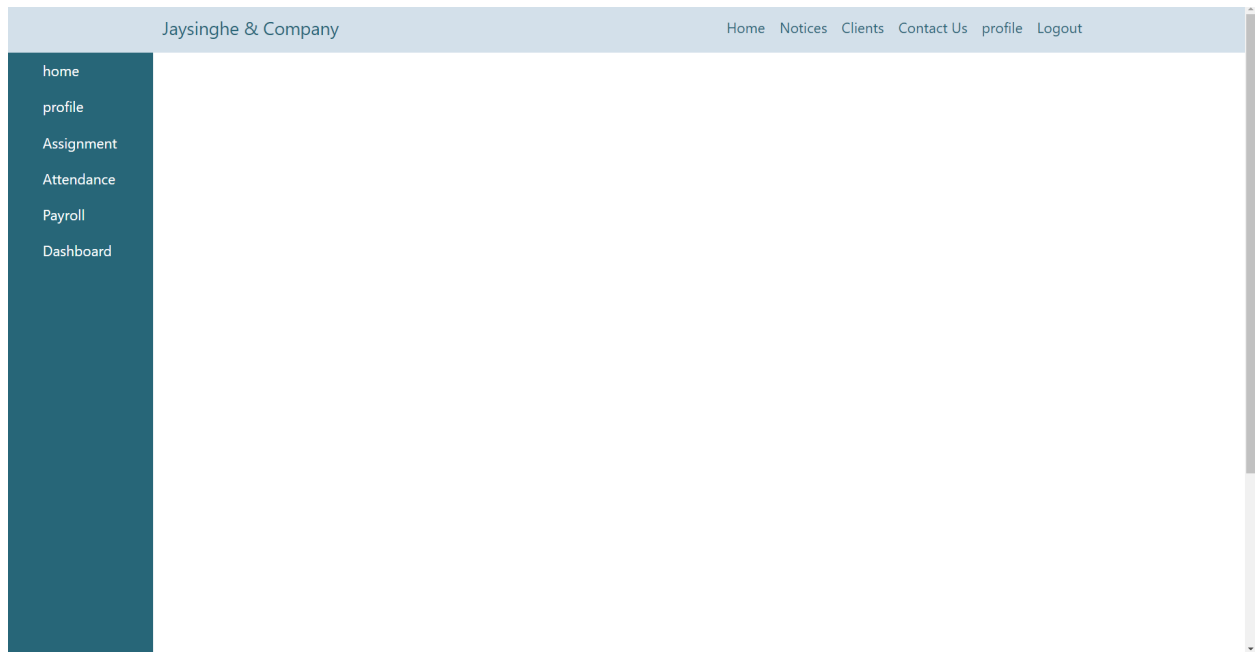 Jaysinghe & Company
Home Notices Clients Contact Us profile Logout
home
profile
Assignment
Attendance
Payroll
Dashboard